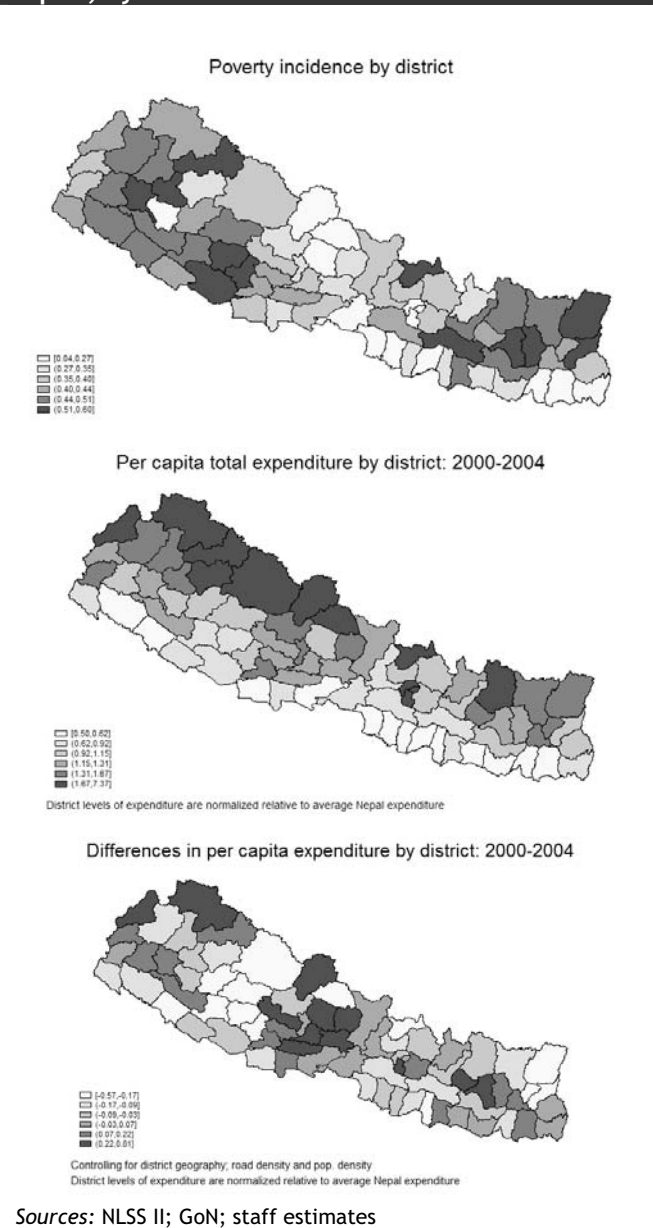 Poverty incidence by district
[0.04,0.27]
(0.27,0.35]
(0.35,0.40]
(0.40,0.44]
(0.44,0.51]
(0.51,0.60]
Per capita total expenditure by district: 2000-2004
[0.50,0.62]
(0.62,0.92]
(0.92,1.15]
(1.15,1.31]
(1.31,1.67]
(1.67,7.37]
District levels of expenditure are normalized relative to average Nepal expenditure
Differences in per capita expenditure by district: 2000-2004
[-0.57,-0.17]
(-0.17,-0.09]
(-0.09,-0.03]
(-0.03,0.07]
(0.07,0.22]
Controlling for district geography; road density and pop. density
District levels of expenditure are normalized relative to average Nepal expenditure
Sources: NLSS II; GoN; staff estimates